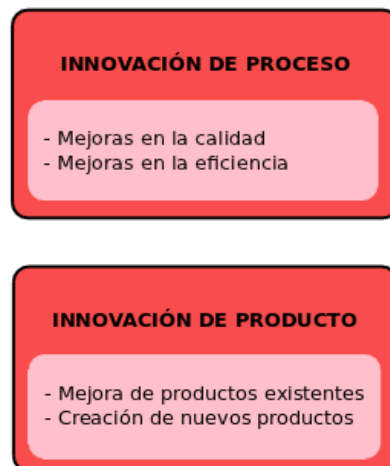 INNOVACIÓN DE PROCESO
- Mejoras en la calidad
- Mejoras en la eficiencia
INNOVACIÓN DE PRODUCTO
- Mejora de productos existentes
- Creación de nuevos productos